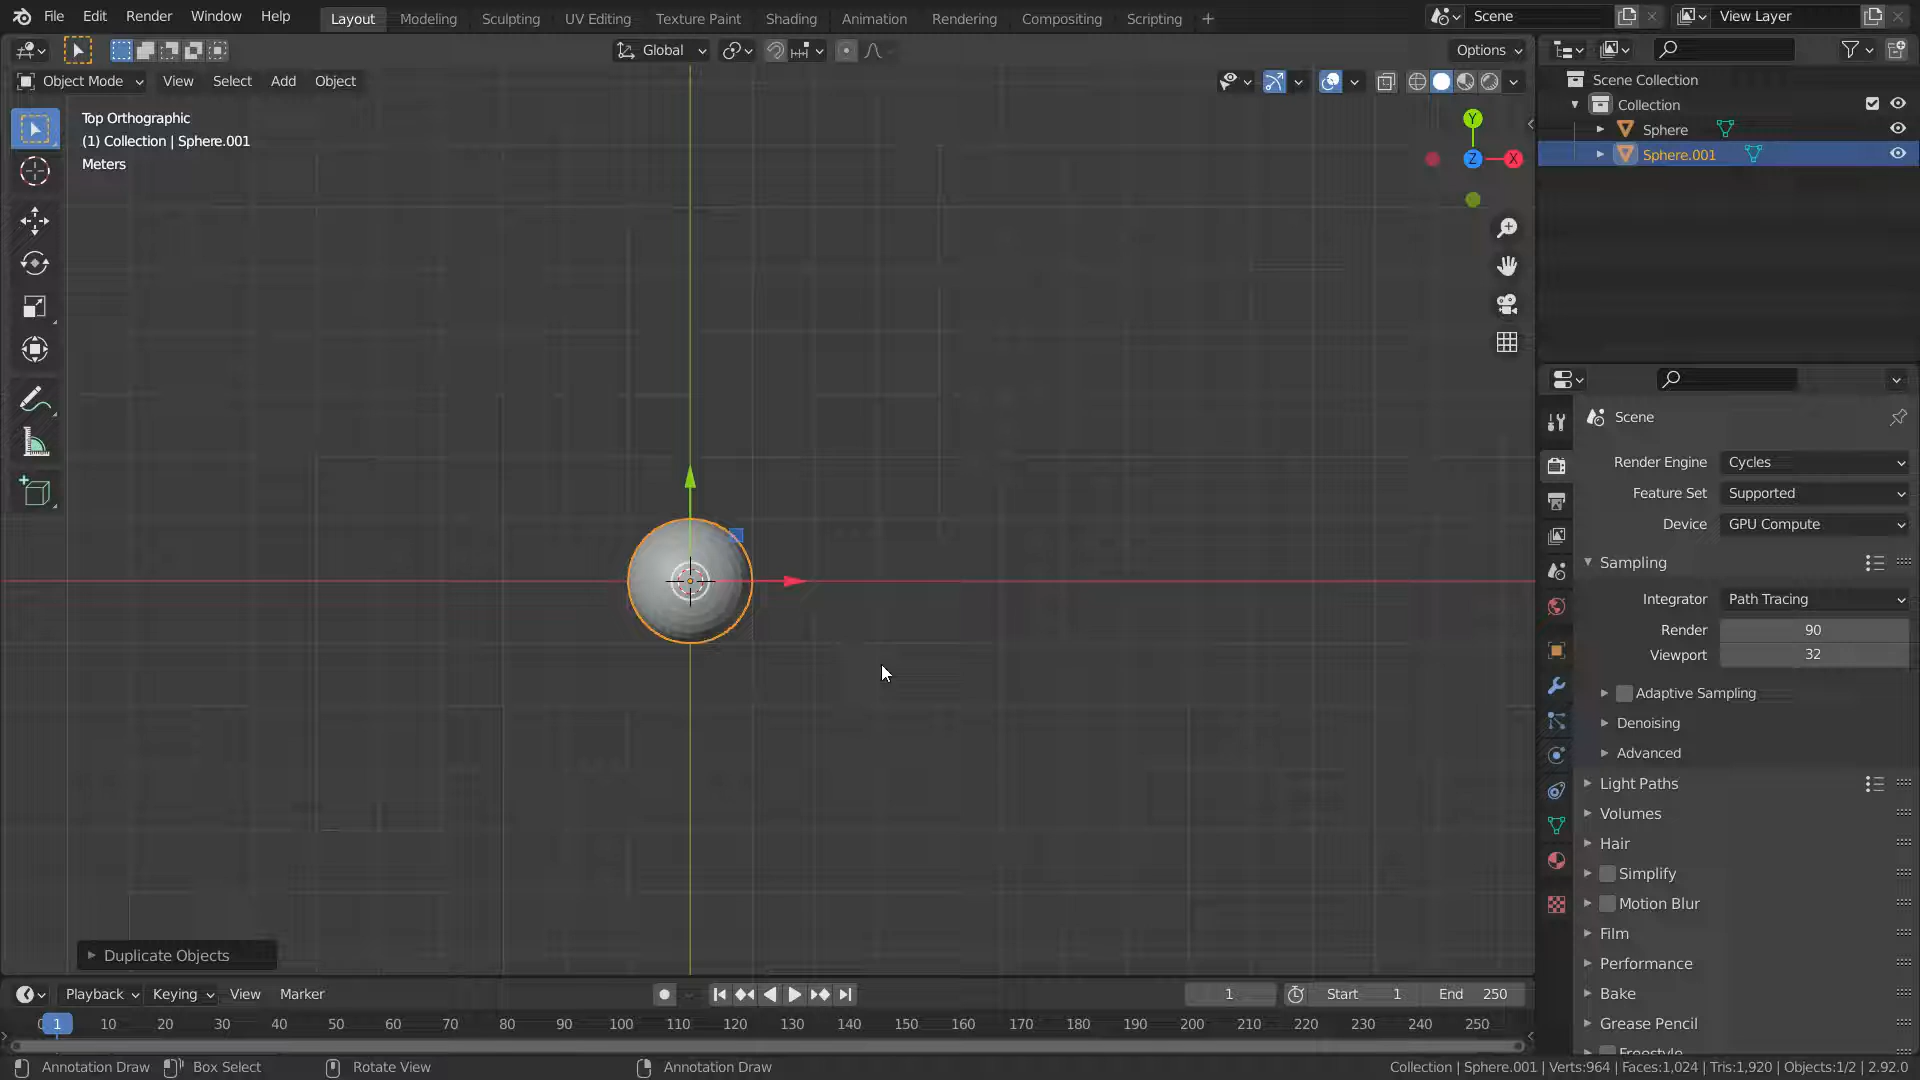 File Edit Render Window Help Layout Modeling Sculpting UV Editing Texture Paint Shading Animation Rendering Compositing Scripting + Scene View Layer
Global Options
Object Mode View Select Add Object
Top Orthographic
(1) Collection | Sphere.001
Meters
Y
Z
X
Scene Collection
Collection
Sphere
Sphere.001
Scene
Render Engine Cycles
Feature Set Supported
Device GPU Compute
Sampling
Integrator Path Tracing
Render 90
Viewport 32
Adaptive Sampling
Denoising
Advanced
Light Paths
Volumes
Hair
Simplify
Motion Blur
Film
Performance
Bake
Grease Pencil
Freestyle
Duplicate Objects
Playback Keying View Marker 1 Start 1 End 250
0 1 10 20 30 40 50 60 70 80 90 100 110 120 130 140 150 160 170 180 190 200 210 220 230 240 250
Annotation Draw Box Select Rotate View Annotation Draw Collection | Sphere.001 | Verts:964 | Faces:1,024 | Tris:1,920 | Objects:1/2 | 2.92.0